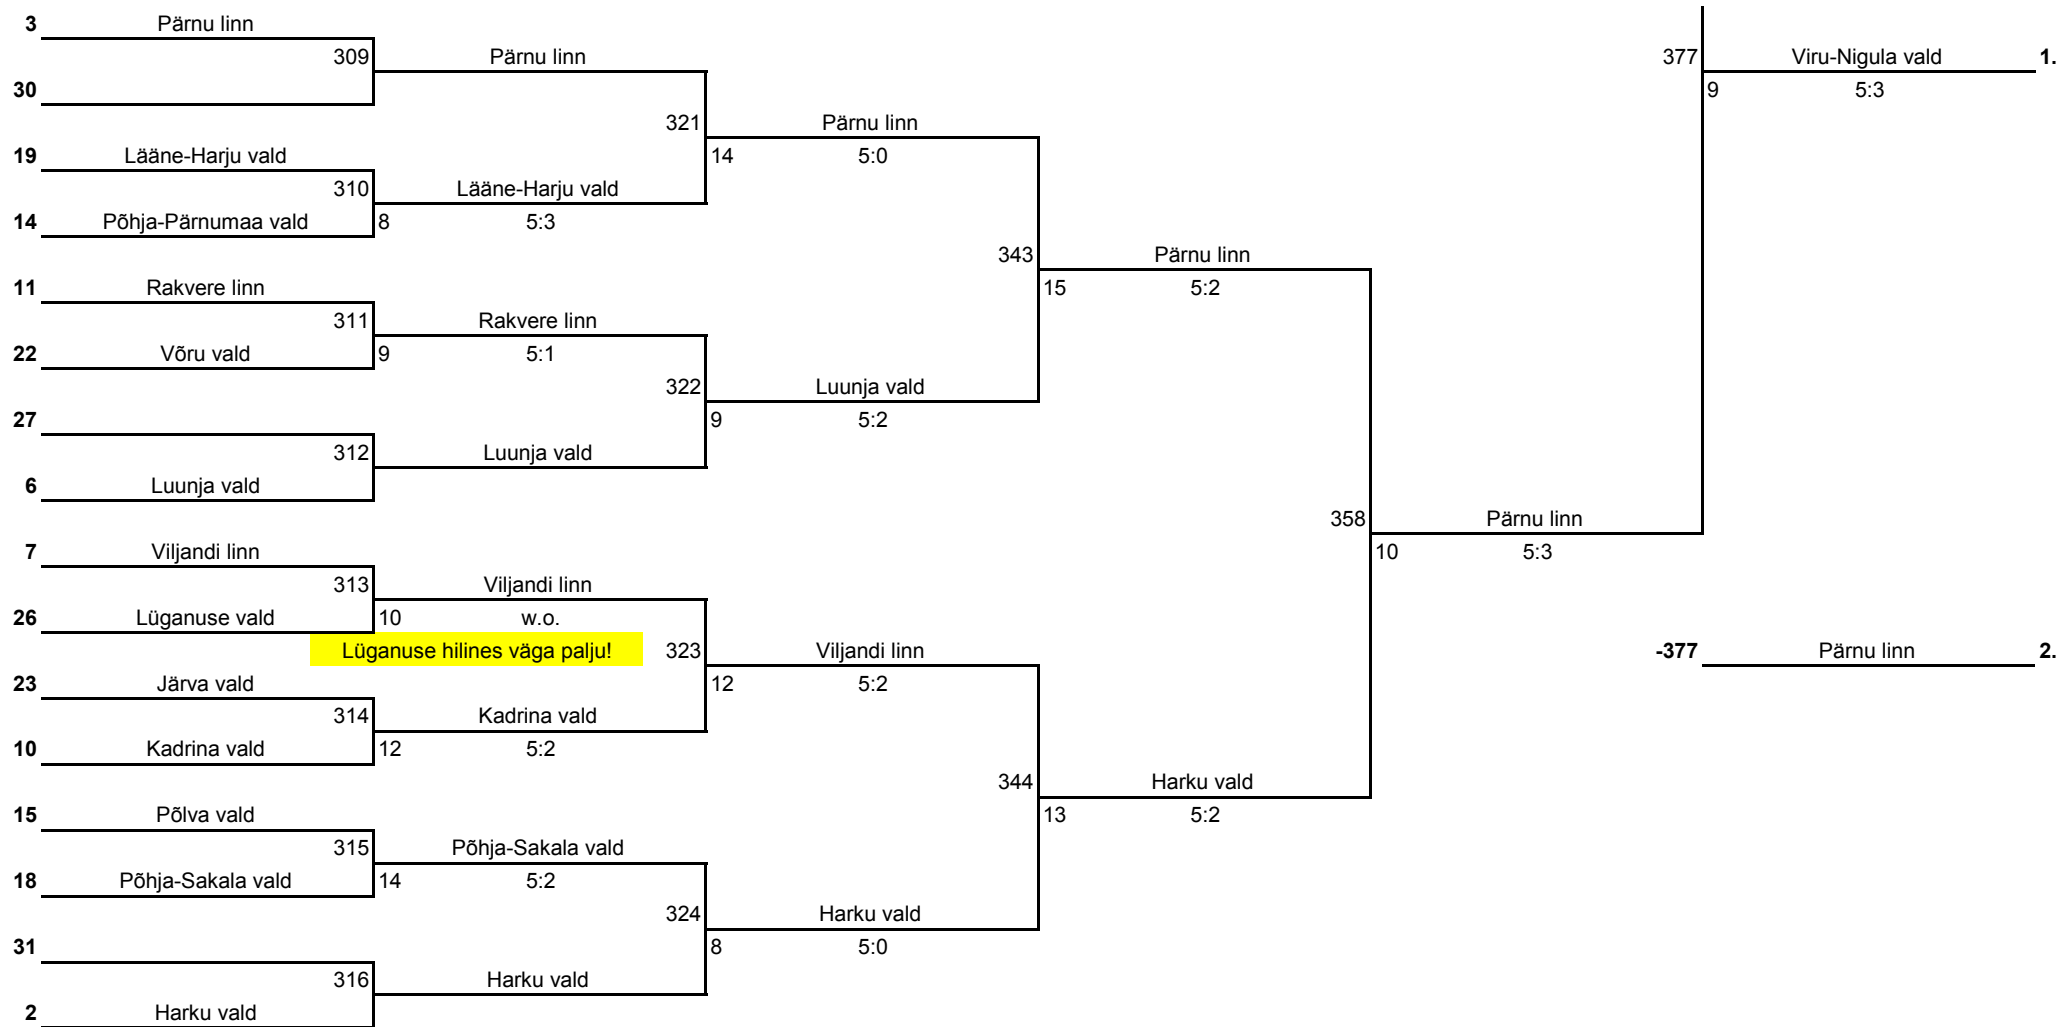 3 Pärnu linn
309 Pärnu linn 377 Viru-Nigula vald 1.
30 9 5:3
321 Pärnu linn
19 Lääne-Harju vald 14 5:0
310 Lääne-Harju vald
14 Põhja-Pärnumaa vald 8 5:3
343 Pärnu linn
11 Rakvere linn 15 5:2
311 Rakvere linn
22 Võru vald 9 5:1
322 Luunja vald
27 9 5:2
312 Luunja vald
6 Luunja vald
358 Pärnu linn
7 Viljandi linn 10 5:3
313 Viljandi linn
26 Lüganuse vald 10 w.o.
Lüganuse hilines väga palju! 323 Viljandi linn -377 Pärnu linn 2.
23 Järva vald 12 5:2
314 Kadrina vald
10 Kadrina vald 12 5:2
344 Harku vald
15 Põlva vald 13 5:2
315 Põhja-Sakala vald
18 Põhja-Sakala vald 14 5:2
324 Harku vald
31 8 5:0
316 Harku vald
2 Harku vald